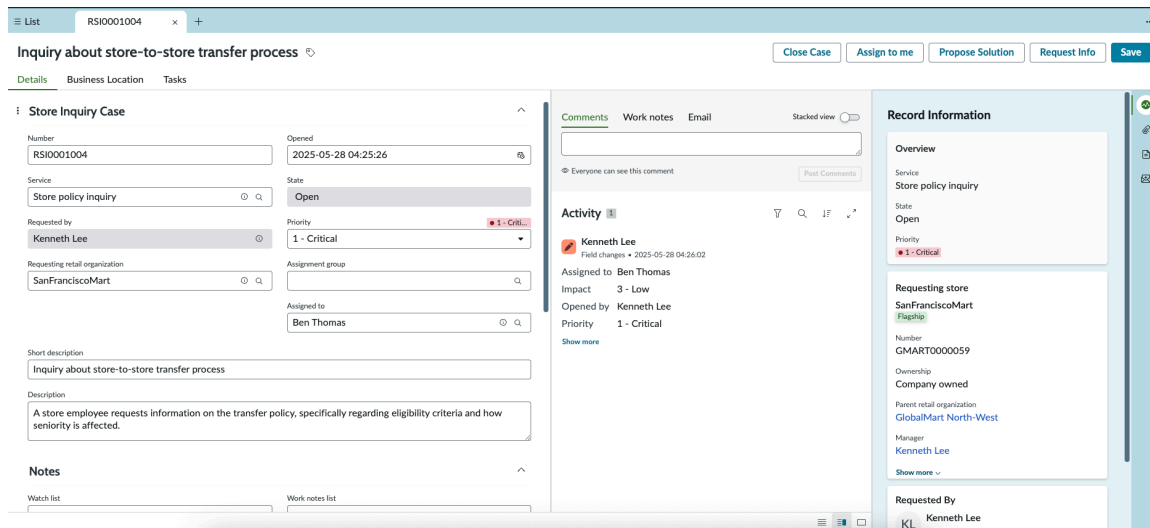 List
RSI0001004
Inquiry about store-to-store transfer process
Close Case
Assign to me
Propose Solution
Request Info
Save
Details
Business Location
Tasks
Store Inquiry Case
Number
RSI0001004
Opened
2025-05-28 04:25:26
Service
Store policy inquiry
State
Open
Requested by
Kenneth Lee
Priority
1 - Criti...
1 - Critical
Requesting retail organization
SanFranciscoMart
Assignment group
Assigned to
Ben Thomas
Short description
Inquiry about store-to-store transfer process
Description
A store employee requests information on the transfer policy, specifically regarding eligibility criteria and how
seniority is affected.
Notes
Watch list
Work notes list
Comments
Work notes
Email
Stacked view
Everyone can see this comment
Post Comments
Activity
1
Kenneth Lee
Field changes • 2025-05-28 04:26:02
Assigned to Ben Thomas
Impact 3 - Low
Opened by Kenneth Lee
Priority 1 - Critical
Show more
Record Information
Overview
Service
Store policy inquiry
State
Open
Priority
1 - Critical
Requesting store
SanFranciscoMart
Flagship
Number
GMART0000059
Ownership
Company owned
Parent retail organization
GlobalMart North-West
Manager
Kenneth Lee
Show more
Requested By
KL
Kenneth Lee